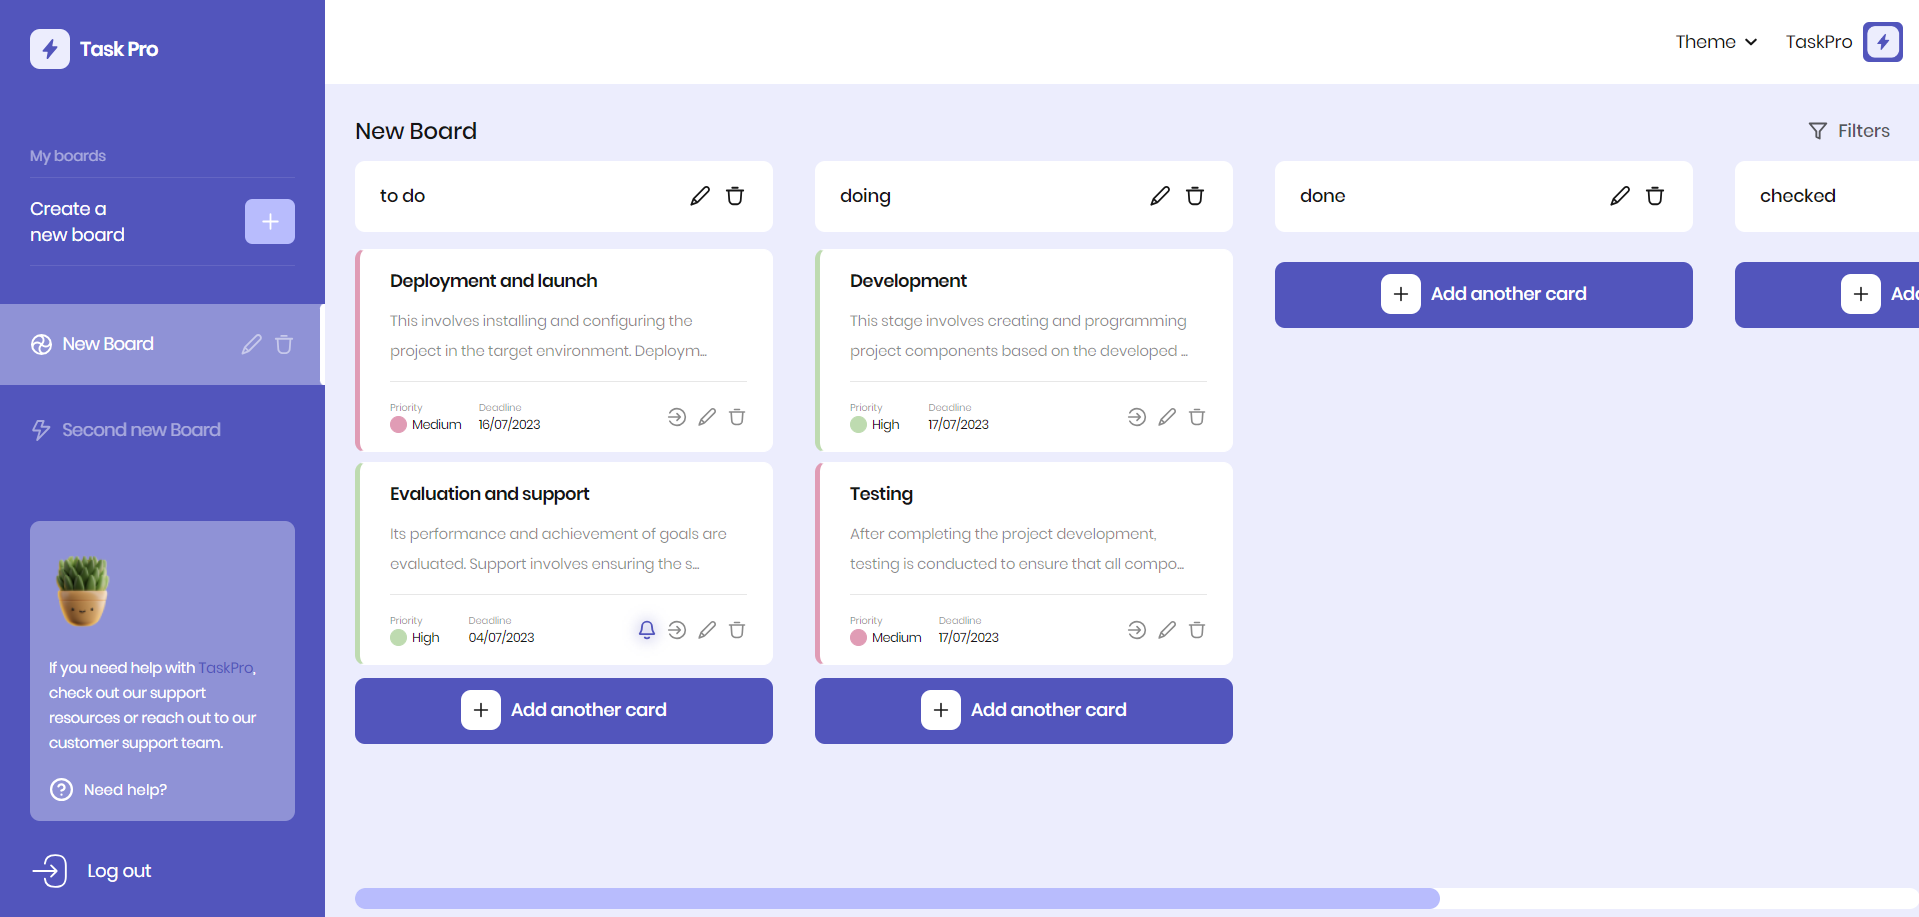 Task Pro
My boards
Create a
new board
New Board
Second new Board
If you need help with TaskPro,
check out our support
resources or reach out to our
customer support team.
Need help?
Log out
Theme
TaskPro
New Board
Filters
to do
Deployment and launch
This involves installing and configuring the
project in the target environment. Deploym...
Priority
Medium
Deadline
16/07/2023
Evaluation and support
Its performance and achievement of goals are
evaluated. Support involves ensuring the s...
Priority
High
Deadline
04/07/2023
Add another card
doing
Development
This stage involves creating and programming
project components based on the developed ...
Priority
High
Deadline
17/07/2023
Testing
After completing the project development,
testing is conducted to ensure that all compo...
Priority
Medium
Deadline
17/07/2023
Add another card
done
Add another card
checked
Add